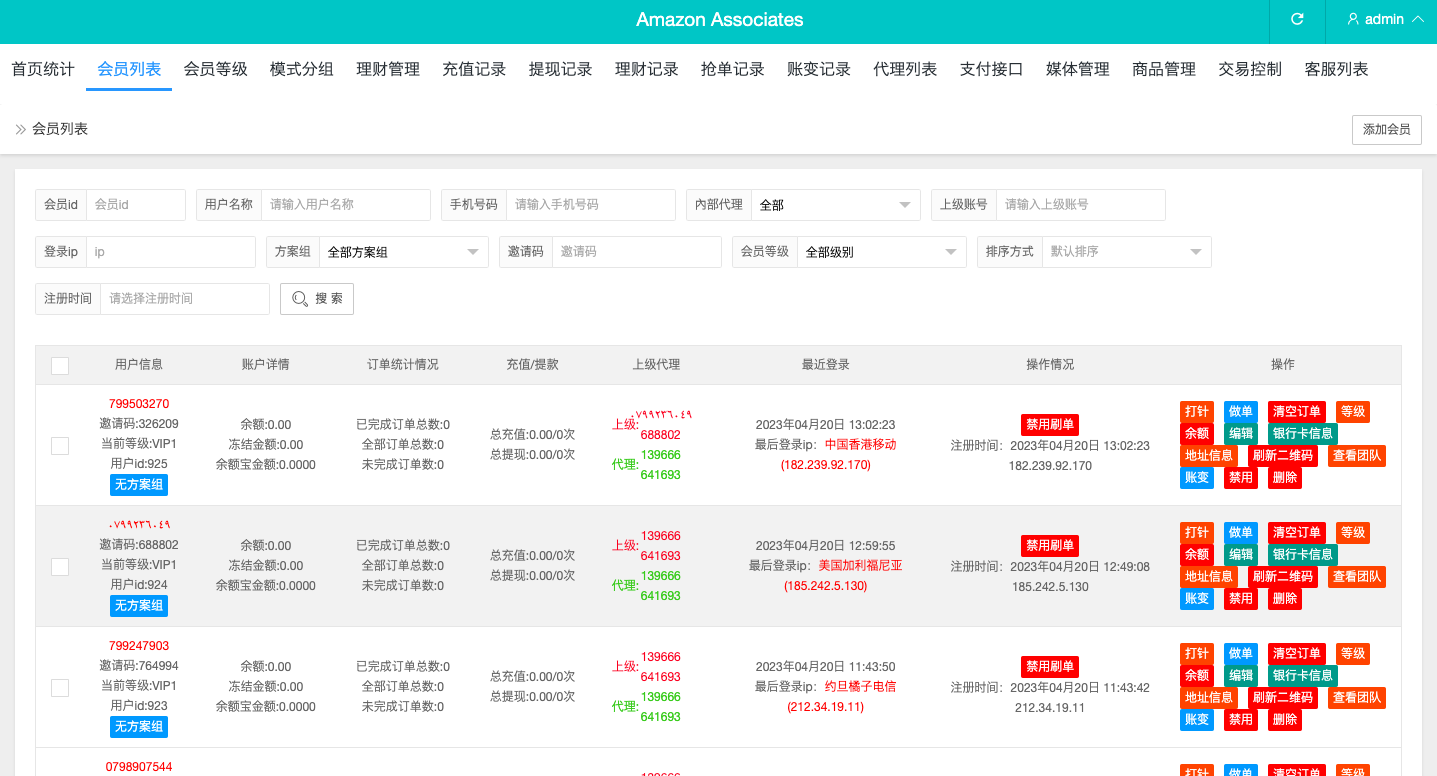 Amazon Associates
admin
首页统计 会员列表 会员等级 模式分组 理财管理 充值记录 提现记录 理财记录 抢单记录 账变记录 代理列表 支付接口 媒体管理 商品管理 交易控制 客服列表
会员列表
添加会员
会员id 会员id 用户名称 请输入用户名称 手机号码 请输入手机号码 內部代理 全部 上级账号 请输入上级账号
登录ip ip 方案组 全部方案组 邀请码 邀请码 会员等级 全部级别 排序方式 默认排序
注册时间 请选择注册时间 搜 索
用户信息 账户详情 订单统计情况 充值/提款 上级代理 最近登录 操作情况 操作
799503270
邀请码:326209
当前等级:VIP1
用户id:925
无方案组
余额:0.00
冻结金额:0.00
余额宝金额:0.0000
已完成订单总数:0
全部订单总数:0
未完成订单数:0
总充值:0.00/0次
总提现:0.00/0次
上级: ٠٧٩٩٢٣٦٠٤٩
688802
代理: 139666
641693
2023年04月20日 13:02:23
最后登录ip：中国香港移动
(182.239.92.170)
禁用刷单
注册时间：2023年04月20日 13:02:23
182.239.92.170
打针 做单 清空订单 等级
余额 编辑 银行卡信息
地址信息 刷新二维码 查看团队
账变 禁用 删除
٠٧٩٩٢٣٦٠٤٩
邀请码:688802
当前等级:VIP1
用户id:924
无方案组
余额:0.00
冻结金额:0.00
余额宝金额:0.0000
已完成订单总数:0
全部订单总数:0
未完成订单数:0
总充值:0.00/0次
总提现:0.00/0次
上级: 139666
641693
代理: 139666
641693
2023年04月20日 12:59:55
最后登录ip：美国加利福尼亚
(185.242.5.130)
禁用刷单
注册时间：2023年04月20日 12:49:08
185.242.5.130
打针 做单 清空订单 等级
余额 编辑 银行卡信息
地址信息 刷新二维码 查看团队
账变 禁用 删除
799247903
邀请码:764994
当前等级:VIP1
用户id:923
无方案组
余额:0.00
冻结金额:0.00
余额宝金额:0.0000
已完成订单总数:0
全部订单总数:0
未完成订单数:0
总充值:0.00/0次
总提现:0.00/0次
上级: 139666
641693
代理: 139666
641693
2023年04月20日 11:43:50
最后登录ip：约旦橘子电信
(212.34.19.11)
禁用刷单
注册时间：2023年04月20日 11:43:42
212.34.19.11
打针 做单 清空订单 等级
余额 编辑 银行卡信息
地址信息 刷新二维码 查看团队
账变 禁用 删除
0798907544
139666
打针 做单 清空订单 等级